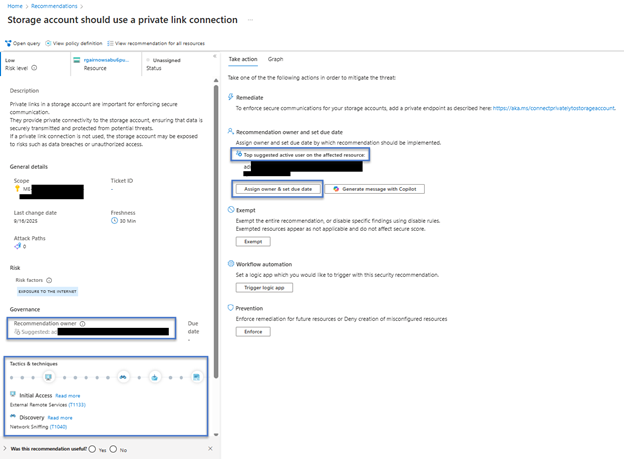 Home > Recommendations >
Storage account should use a private link connection ...
Open query View policy definition View recommendation for all resources
Low
Risk level
Resource
Unassigned
Status
Description
Private links in a storage account are important for enforcing secure
communication.
They provide private connectivity to the storage account, ensuring that data is
securely transmitted and protected from potential threats.
If a private link connection is not used, the storage account may be exposed
to risks such as data breaches or unauthorized access.
General details
Scope
Ticket ID
-
Last change date
9/16/2025
Freshness
30 Min
Attack Paths
0
Risk
Risk factors:
EXPOSURE TO THE INTERNET
Governance
Recommendation owner
Suggested:
Due
date
-
Tactics & techniques
Initial Access Read more
External Remote Services (T1133)
Discovery Read more
Network Sniffing (T1040)
Was this recommendation useful? Yes No
Take action Graph
Take one of the the following actions in order to mitigate the threat:
Remediate
To enforce secure communications for your storage accounts, add a private endpoint as described here: https://aka.ms/connectprivatelytostorageaccount.
Recommendation owner and set due date
Assign owner and set due date by which recommendation should be implemented.
Top suggested active user on the affected resource:
Assign owner & set due date
Generate message with Copilot
Exempt
Exempt the entire recommendation, or disable specific findings using disable rules.
Exempted resources appear as not applicable and do not affect secure score.
Exempt
Workflow automation
Set a logic app which you would like to trigger with this security recommendation.
Trigger logic app
Prevention
Enforce remediation for future resources or Deny creation of misconfigured resources
Enforce